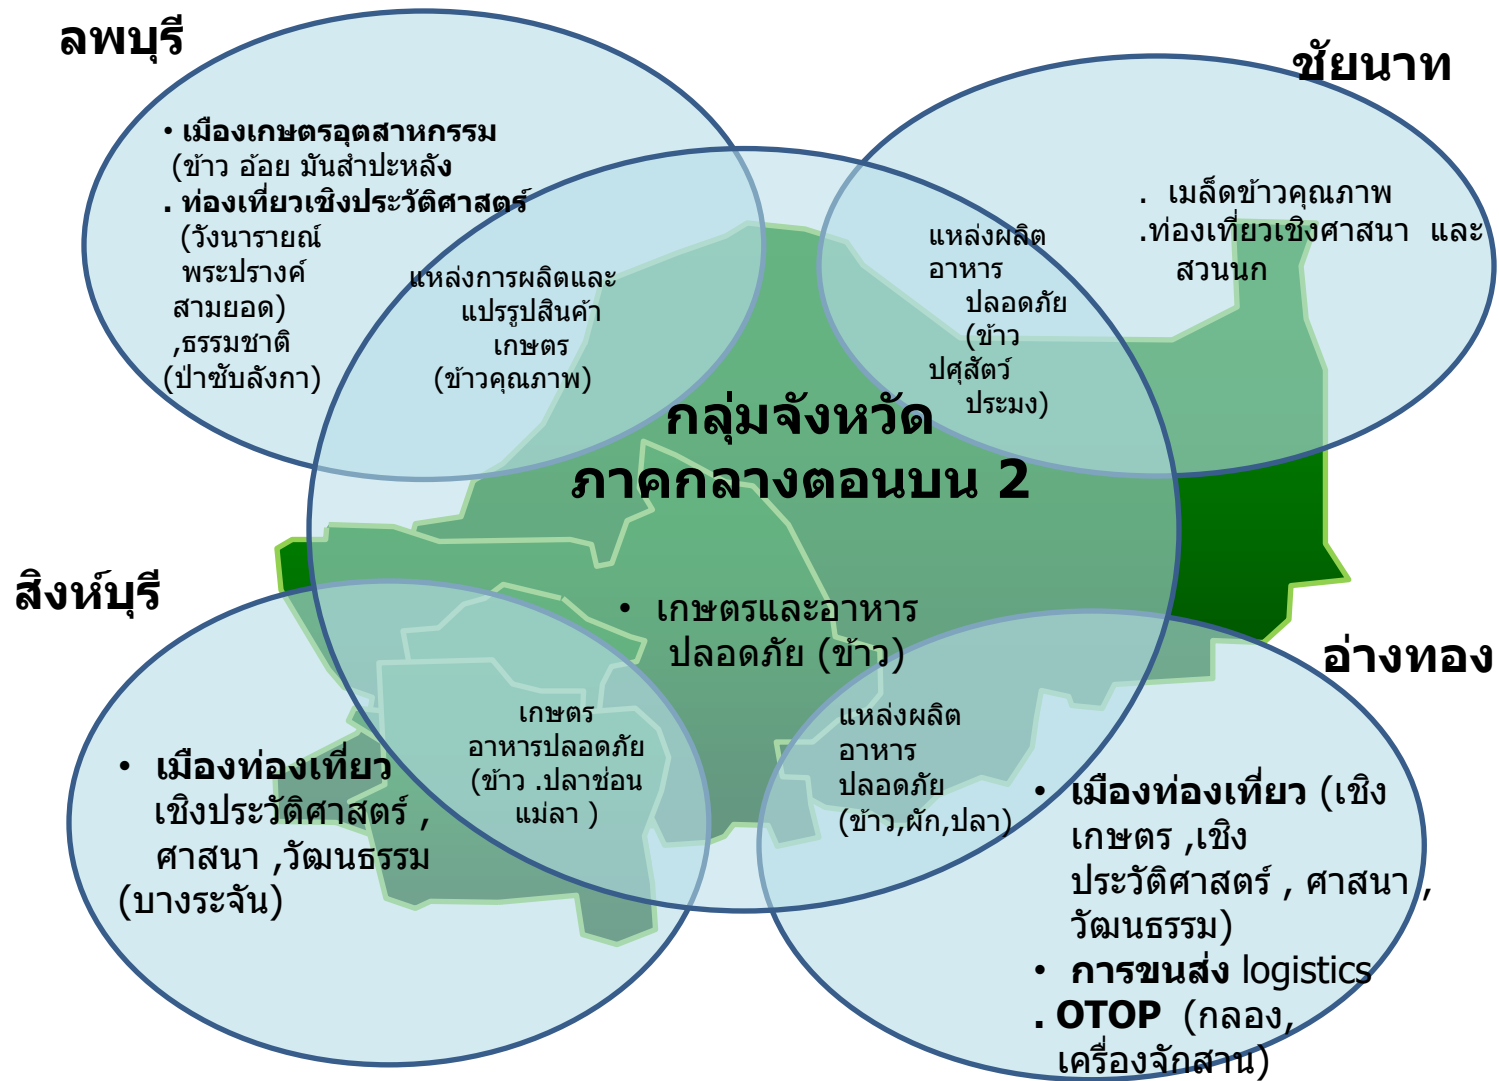 ลพบุรี
• เมืองเกษตรอุตสาหกรรม
(ข้าว อ้อย มันสำปะหลัง
. ท่องเที่ยวเชิงประวัติศาสตร์
(วังนารายณ์
พระปรางค์
สามยอด)
,ธรรมชาติ
(ป่าซับลังกา)
แหล่งการผลิตและ
แปรรูปสินค้า
เกษตร
(ข้าวคุณภาพ)
ชัยนาท
. เมล็ดข้าวคุณภาพ
.ท่องเที่ยวเชิงศาสนา และ
สวนนก
แหล่งผลิต
อาหาร
ปลอดภัย
(ข้าว
ปศุสัตว์
ประมง)
กลุ่มจังหวัด
ภาคกลางตอนบน 2
• เกษตรและอาหาร
ปลอดภัย (ข้าว)
สิงห์บุรี
• เมืองท่องเที่ยว
เชิงประวัติศาสตร์ ,
ศาสนา ,วัฒนธรรม
(บางระจัน)
เกษตร
อาหารปลอดภัย
(ข้าว .ปลาช่อน
แม่ลา )
อ่างทอง
แหล่งผลิต
อาหาร
ปลอดภัย
(ข้าว,ผัก,ปลา)
• เมืองท่องเที่ยว (เชิง
เกษตร ,เชิง
ประวัติศาสตร์ , ศาสนา ,
วัฒนธรรม)
• การขนส่ง logistics
. OTOP (กลอง,
เครื่องจักสาน)